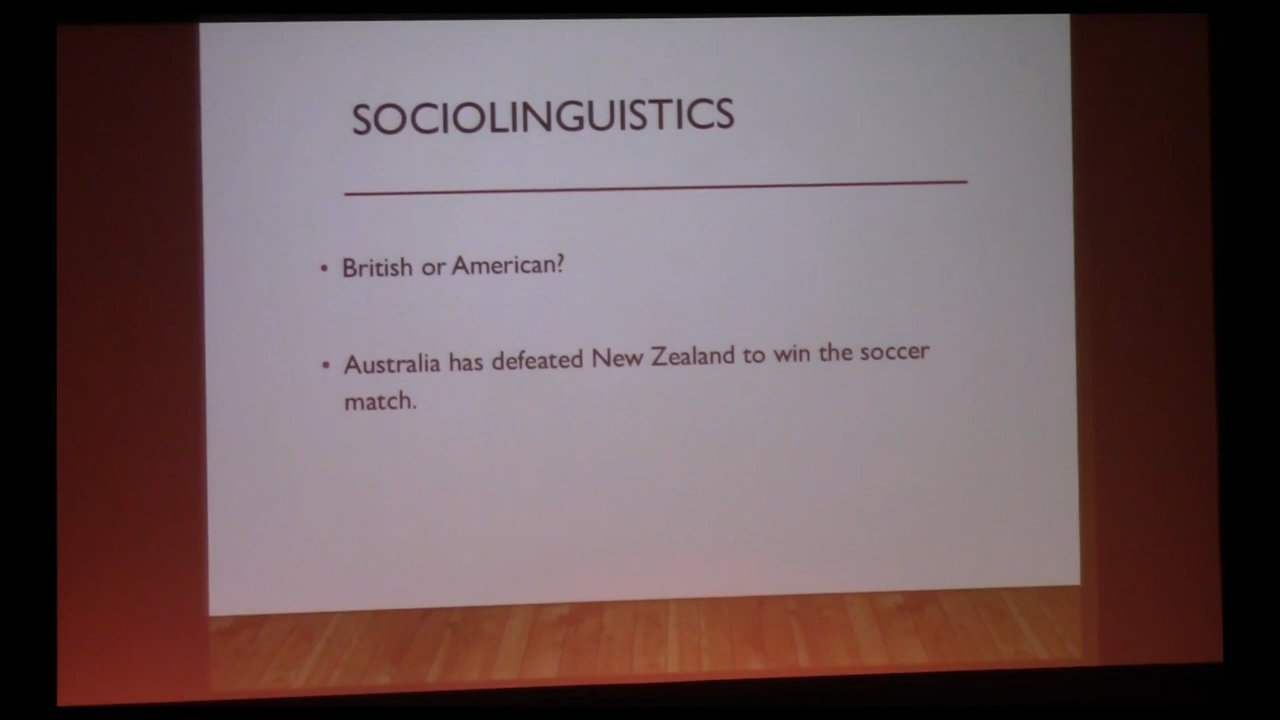 SOCIOLINGUISTICS
• British or American?
• Australia has defeated New Zealand to win the soccer
match.